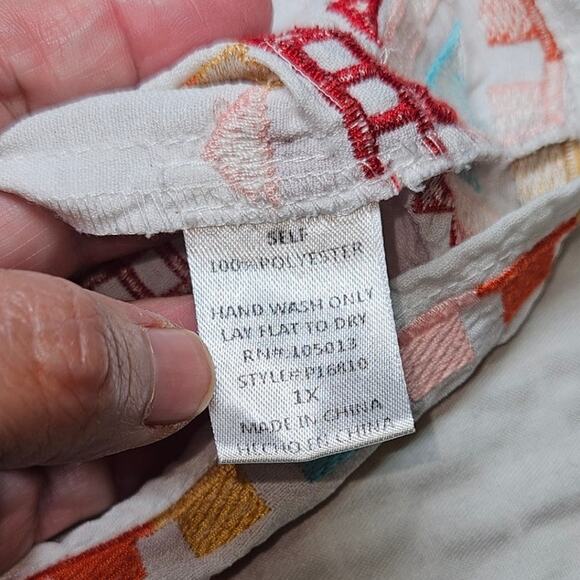 SELF
100% POLYESTER
HAND WASH ONLY
LAY FLAT TO DRY
RN#:105013
STYLE#:P16810
1X
MADE IN CHINA
HECHO EN CHINA